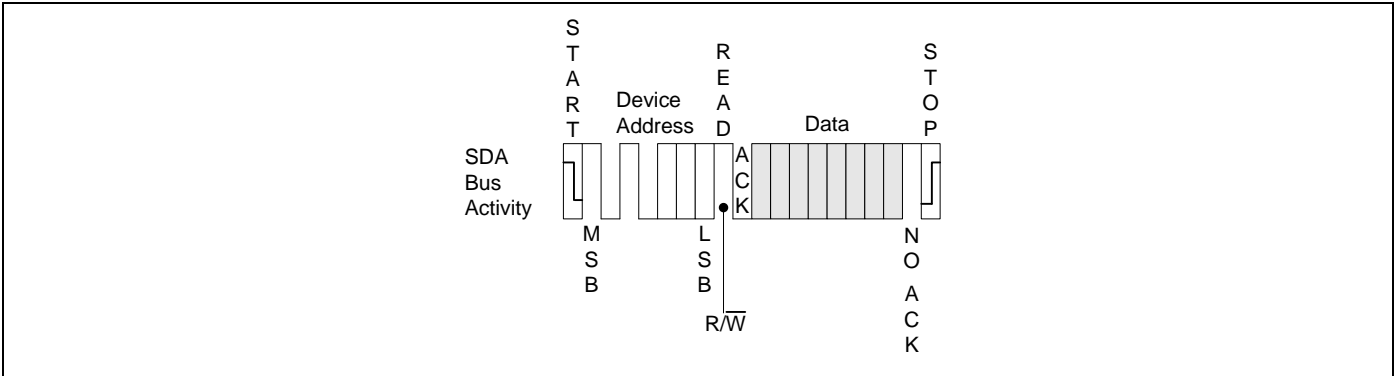 START
READ
STOP
Device
Address
Data
SDA
Bus
Activity
ACK
MSB
LSB
NO ACK
R/W̅